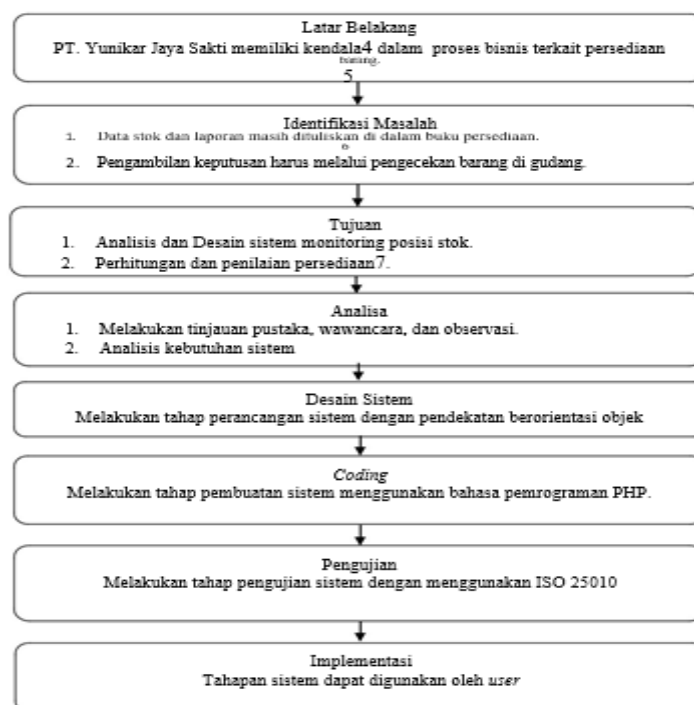 Latar Belakang
PT. Yunikar Jaya Sakti memiliki kendala4 dalam proses bisnis terkait persediaan
barang.
5
Identifikasi Masalah
1. Data stok dan laporan masih dituliskan di dalam buku persediaan.
6
2. Pengambilan keputusan harus melalui pengecekan barang di gudang.
Tujuan
1. Analisis dan Desain sistem monitoring posisi stok.
2. Perhitungan dan penilaian persediaan7.
Analisa
1. Melakukan tinjauan pustaka, wawancara, dan observasi.
2. Analisis kebutuhan sistem
Desain Sistem
Melakukan tahap perancangan sistem dengan pendekatan berorientasi objek
Coding
Melakukan tahap pembuatan sistem menggunakan bahasa pemrograman PHP.
Pengujian
Melakukan tahap pengujian sistem dengan menggunakan ISO 25010
Implementasi
Tahapan sistem dapat digunakan oleh user